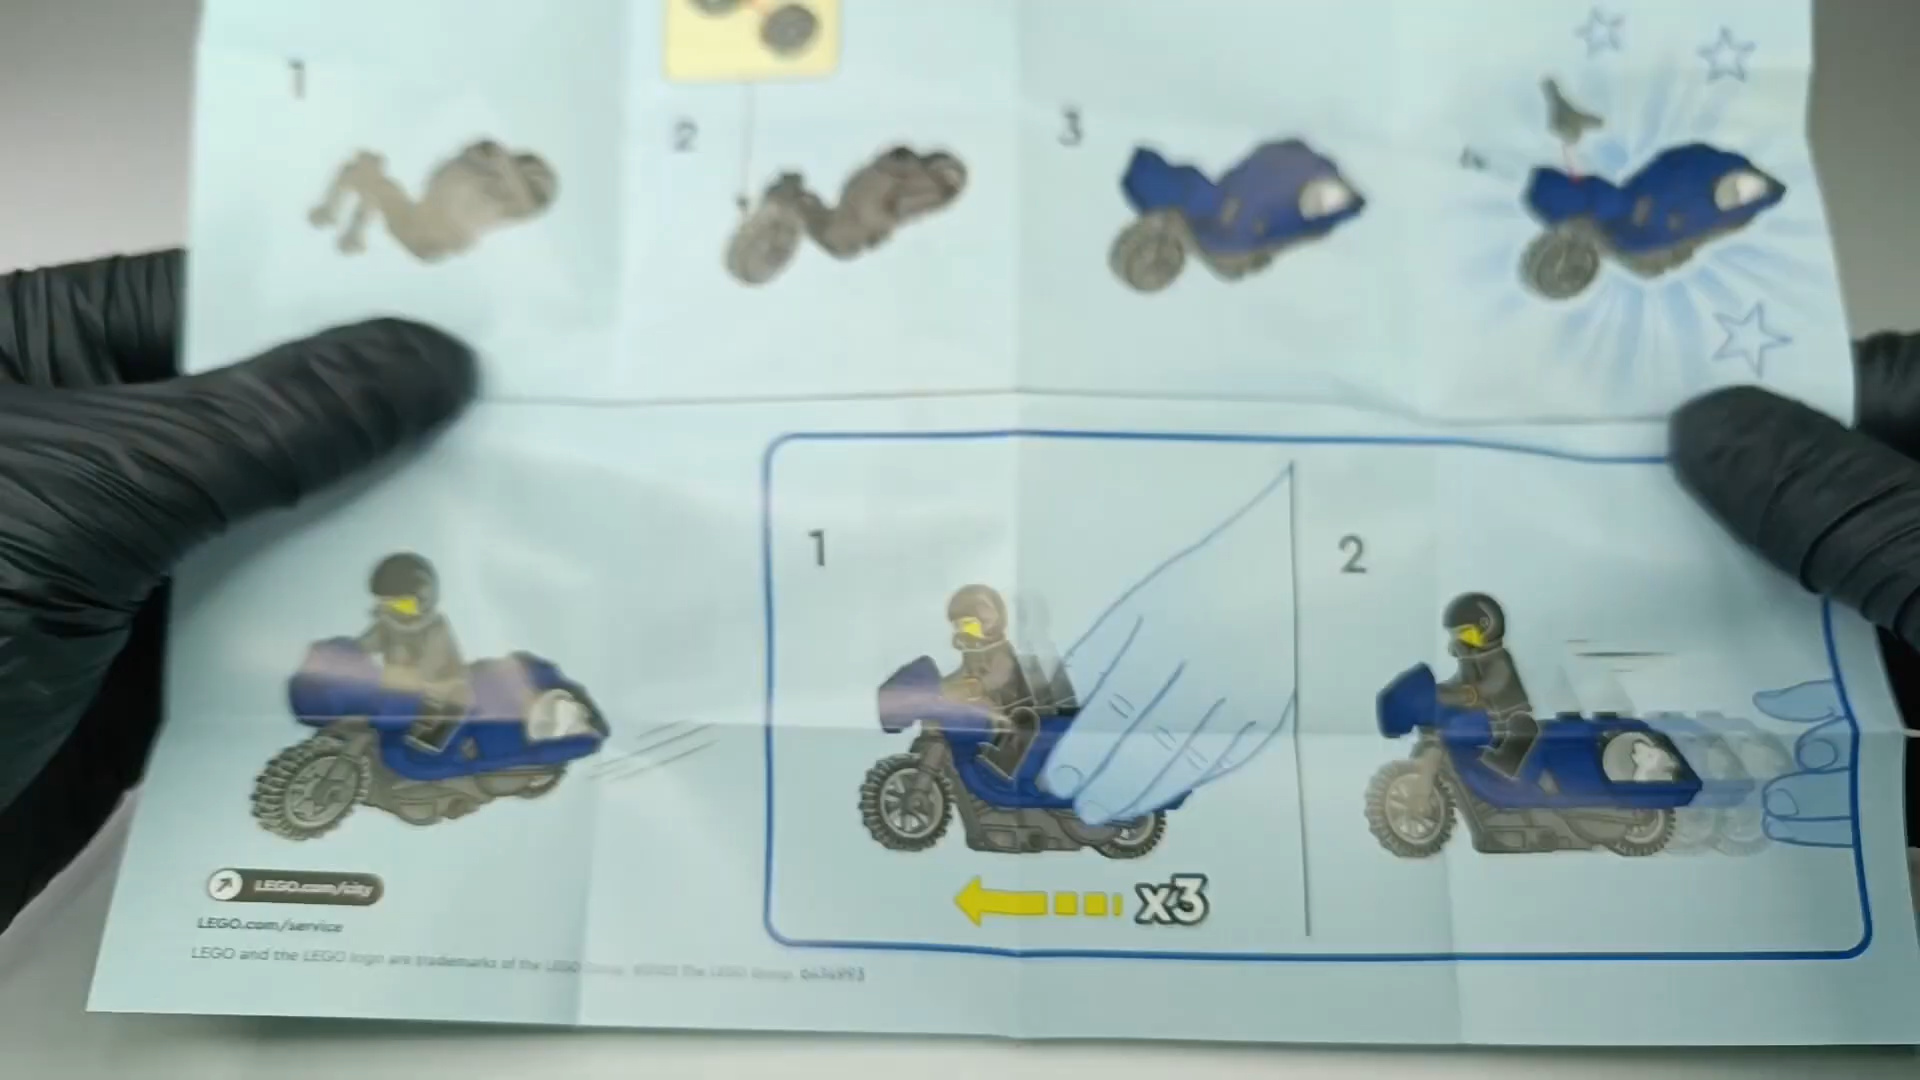 1
2
3
4
1
2
x3
LEGO.com/city
LEGO.com/service
LEGO and the LEGO logo are trademarks of the LEGO Group. The LEGO Group.